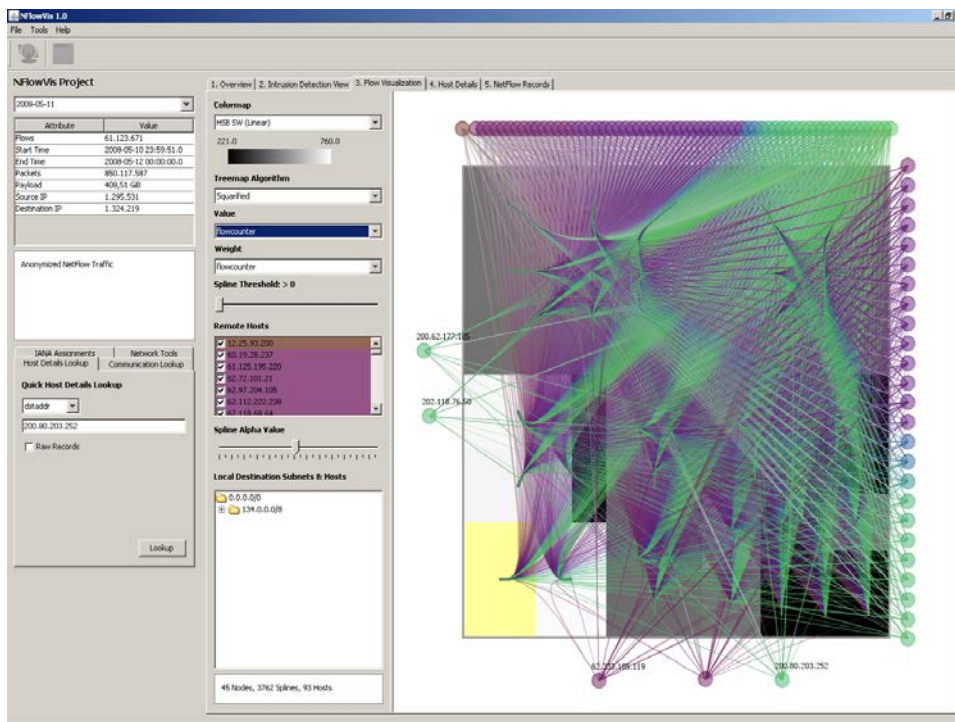 NFlowVis 1.0
File Tools Help
NFlowVis Project
2008-05-11
Attribute Value
Flows 61.123.671
Start Time 2008-05-10 23:59:51.0
End Time 2008-05-12 00:00:00.0
Packets 850.117.587
Payload 409,51 GB
Source IP 1.295.531
Destination IP 1.324.219
Anonymized NetFlow Traffic
IANA Assignments Network Tools
Host Details Lookup Communication Lookup
Quick Host Details Lookup
dstaddr
200.80.203.252
Raw Records
Lookup
1. Overview 2. Intrusion Detection View 3. Flow Visualization 4. Host Details 5. NetFlow Records
Colormap
HSB SW (Linear)
221.0 760.0
Treemap Algorithm
Squarified
Value
flowcounter
Weight
flowcounter
Spline Threshold: > 0
Remote Hosts
12.25.93.200
60.19.28.237
61.125.195.220
62.72.101.21
62.97.204.105
62.112.222.238
Spline Alpha Value
Local Destination Subnets & Hosts
0.0.0.0/0
134.0.0.0/8
45 Nodes, 3762 Splines, 93 Hosts
200.62.177.105
202.118.76.50
200.80.203.252